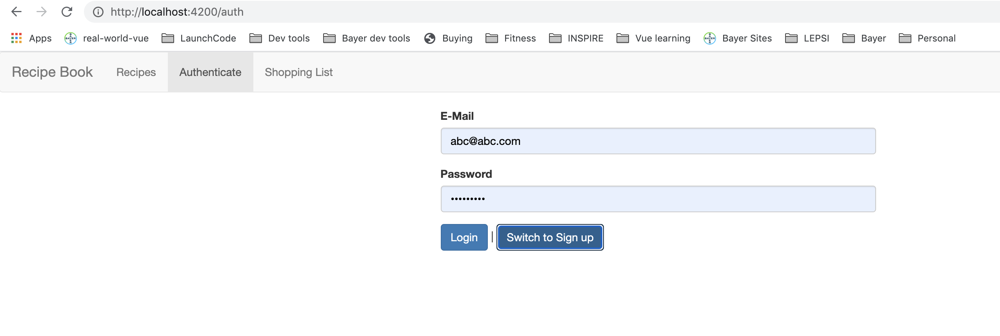 http://localhost:4200/auth
Apps real-world-vue LaunchCode Dev tools Bayer dev tools Buying Fitness INSPIRE Vue learning Bayer Sites LEPSI Bayer Personal
Recipe Book Recipes Authenticate Shopping List
E-Mail
abc@abc.com
Password
•••••••••
Login | Switch to Sign up